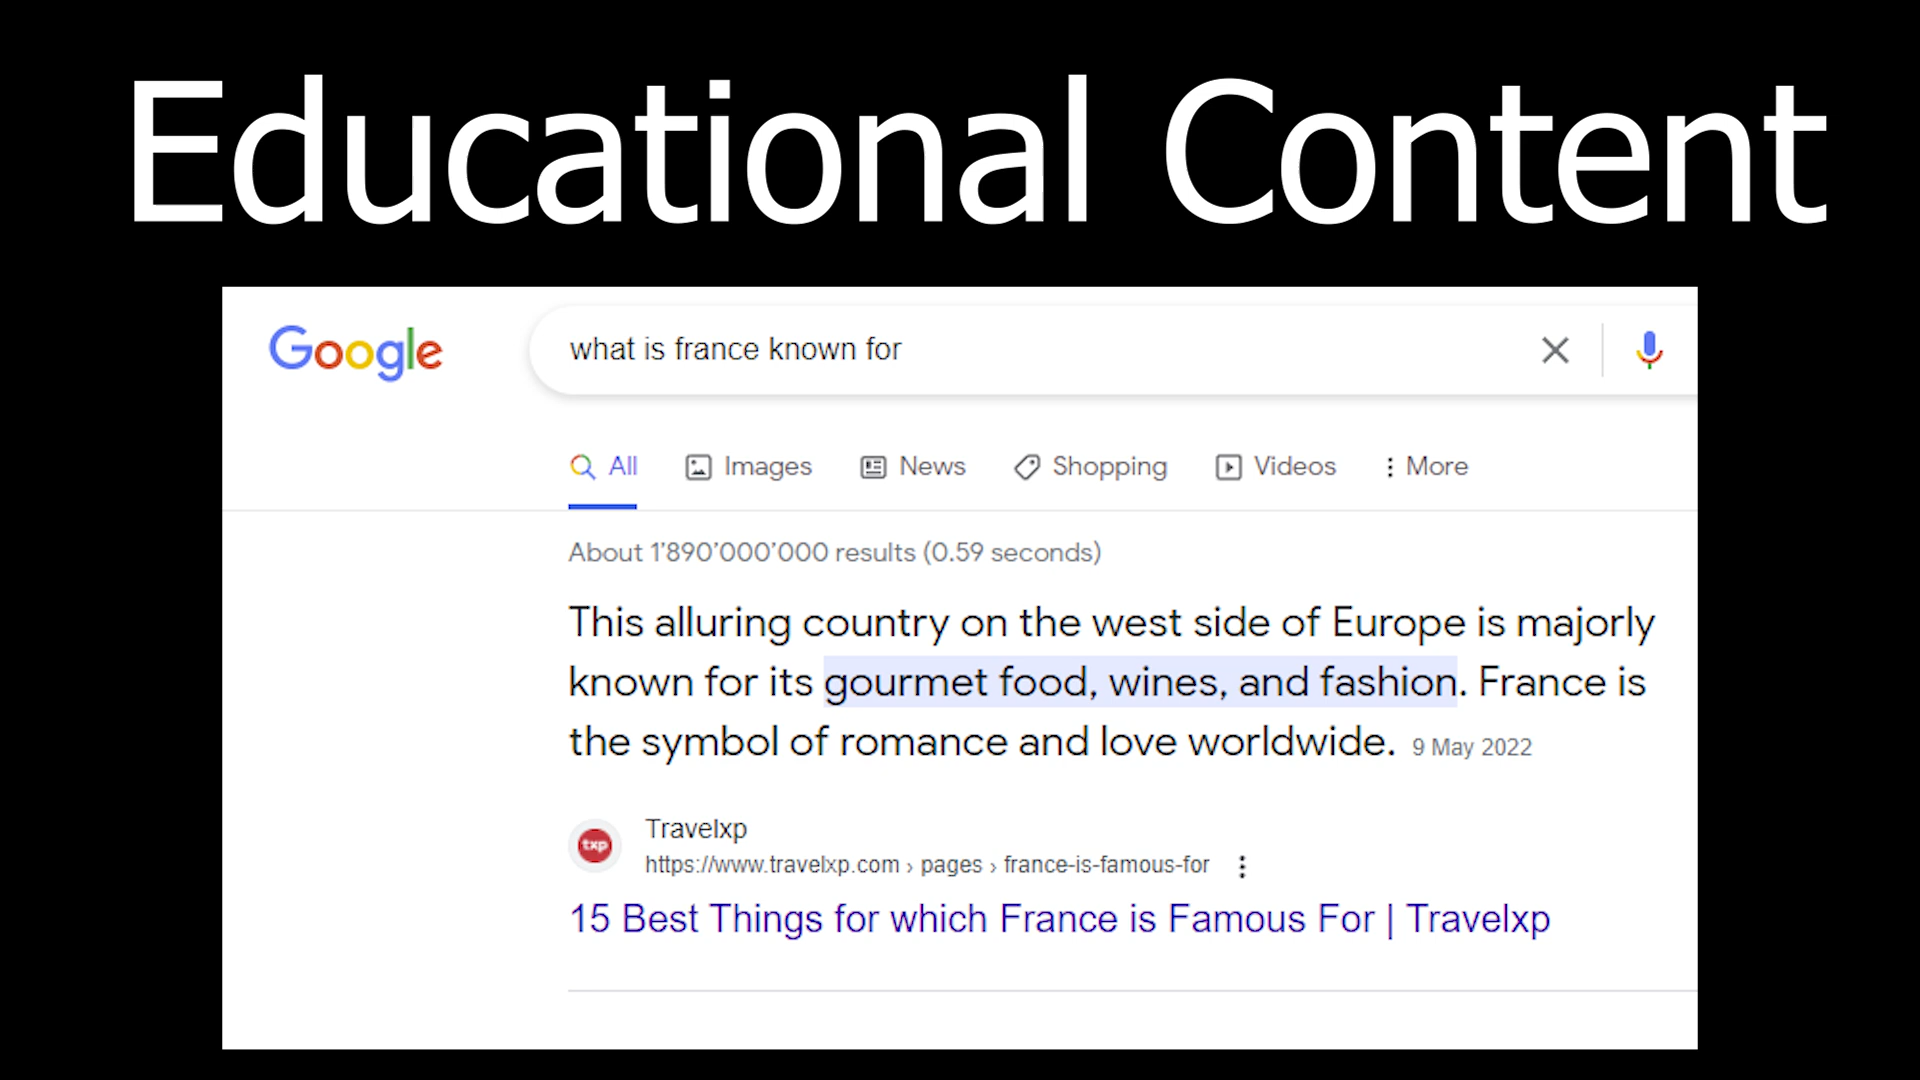 Educational Content
Google
what is france known for
All Images News Shopping Videos More
About 1’890’000’000 results (0.59 seconds)
This alluring country on the west side of Europe is majorly
known for its gourmet food, wines, and fashion. France is
the symbol of romance and love worldwide. 9 May 2022
txp
Travelxp
https://www.travelxp.com › pages › france-is-famous-for
15 Best Things for which France is Famous For | Travelxp